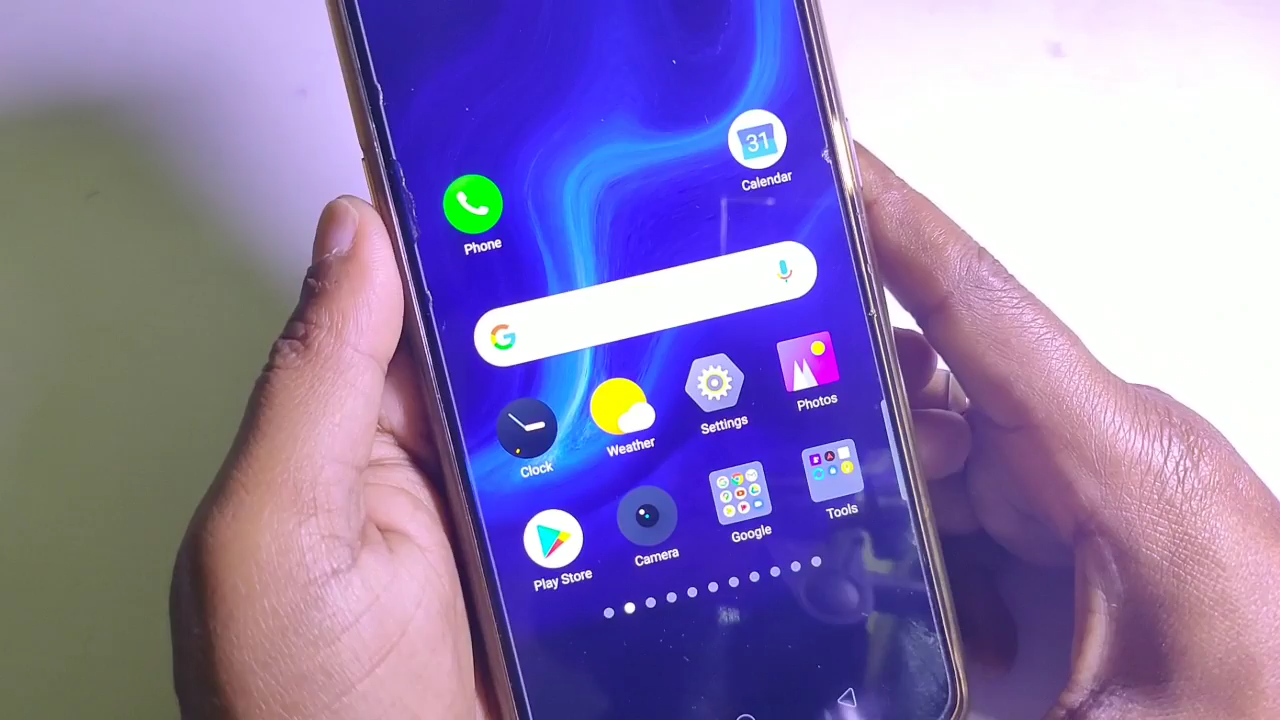 31
Calendar
Phone
G
Clock
Weather
Settings
Photos
Play Store
Camera
Google
Tools